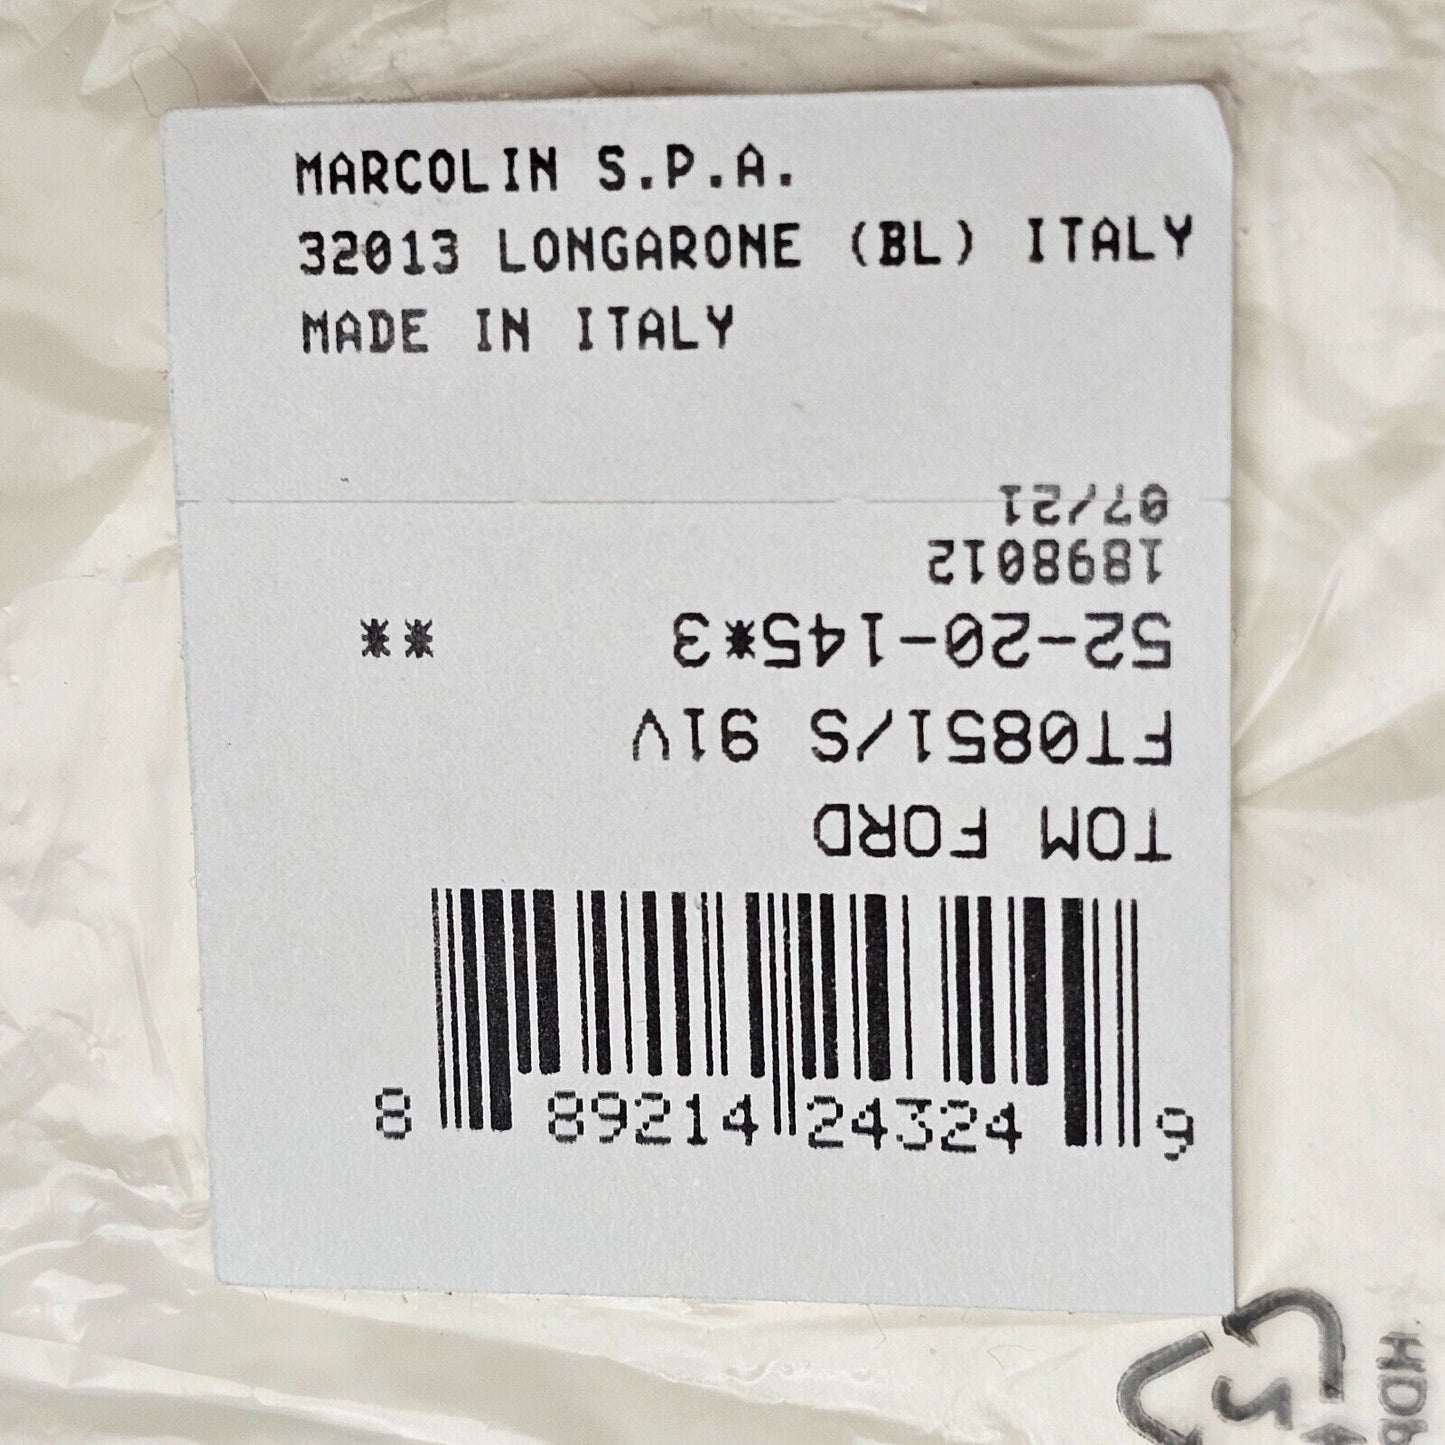 MARCOLIN S.P.A.
32013 LONGARONE (BL) ITALY
MADE IN ITALY
TOM FORD
FT0851/S 91V
52-20-145*3 **
1898012
07/21
8 89214 24324 9